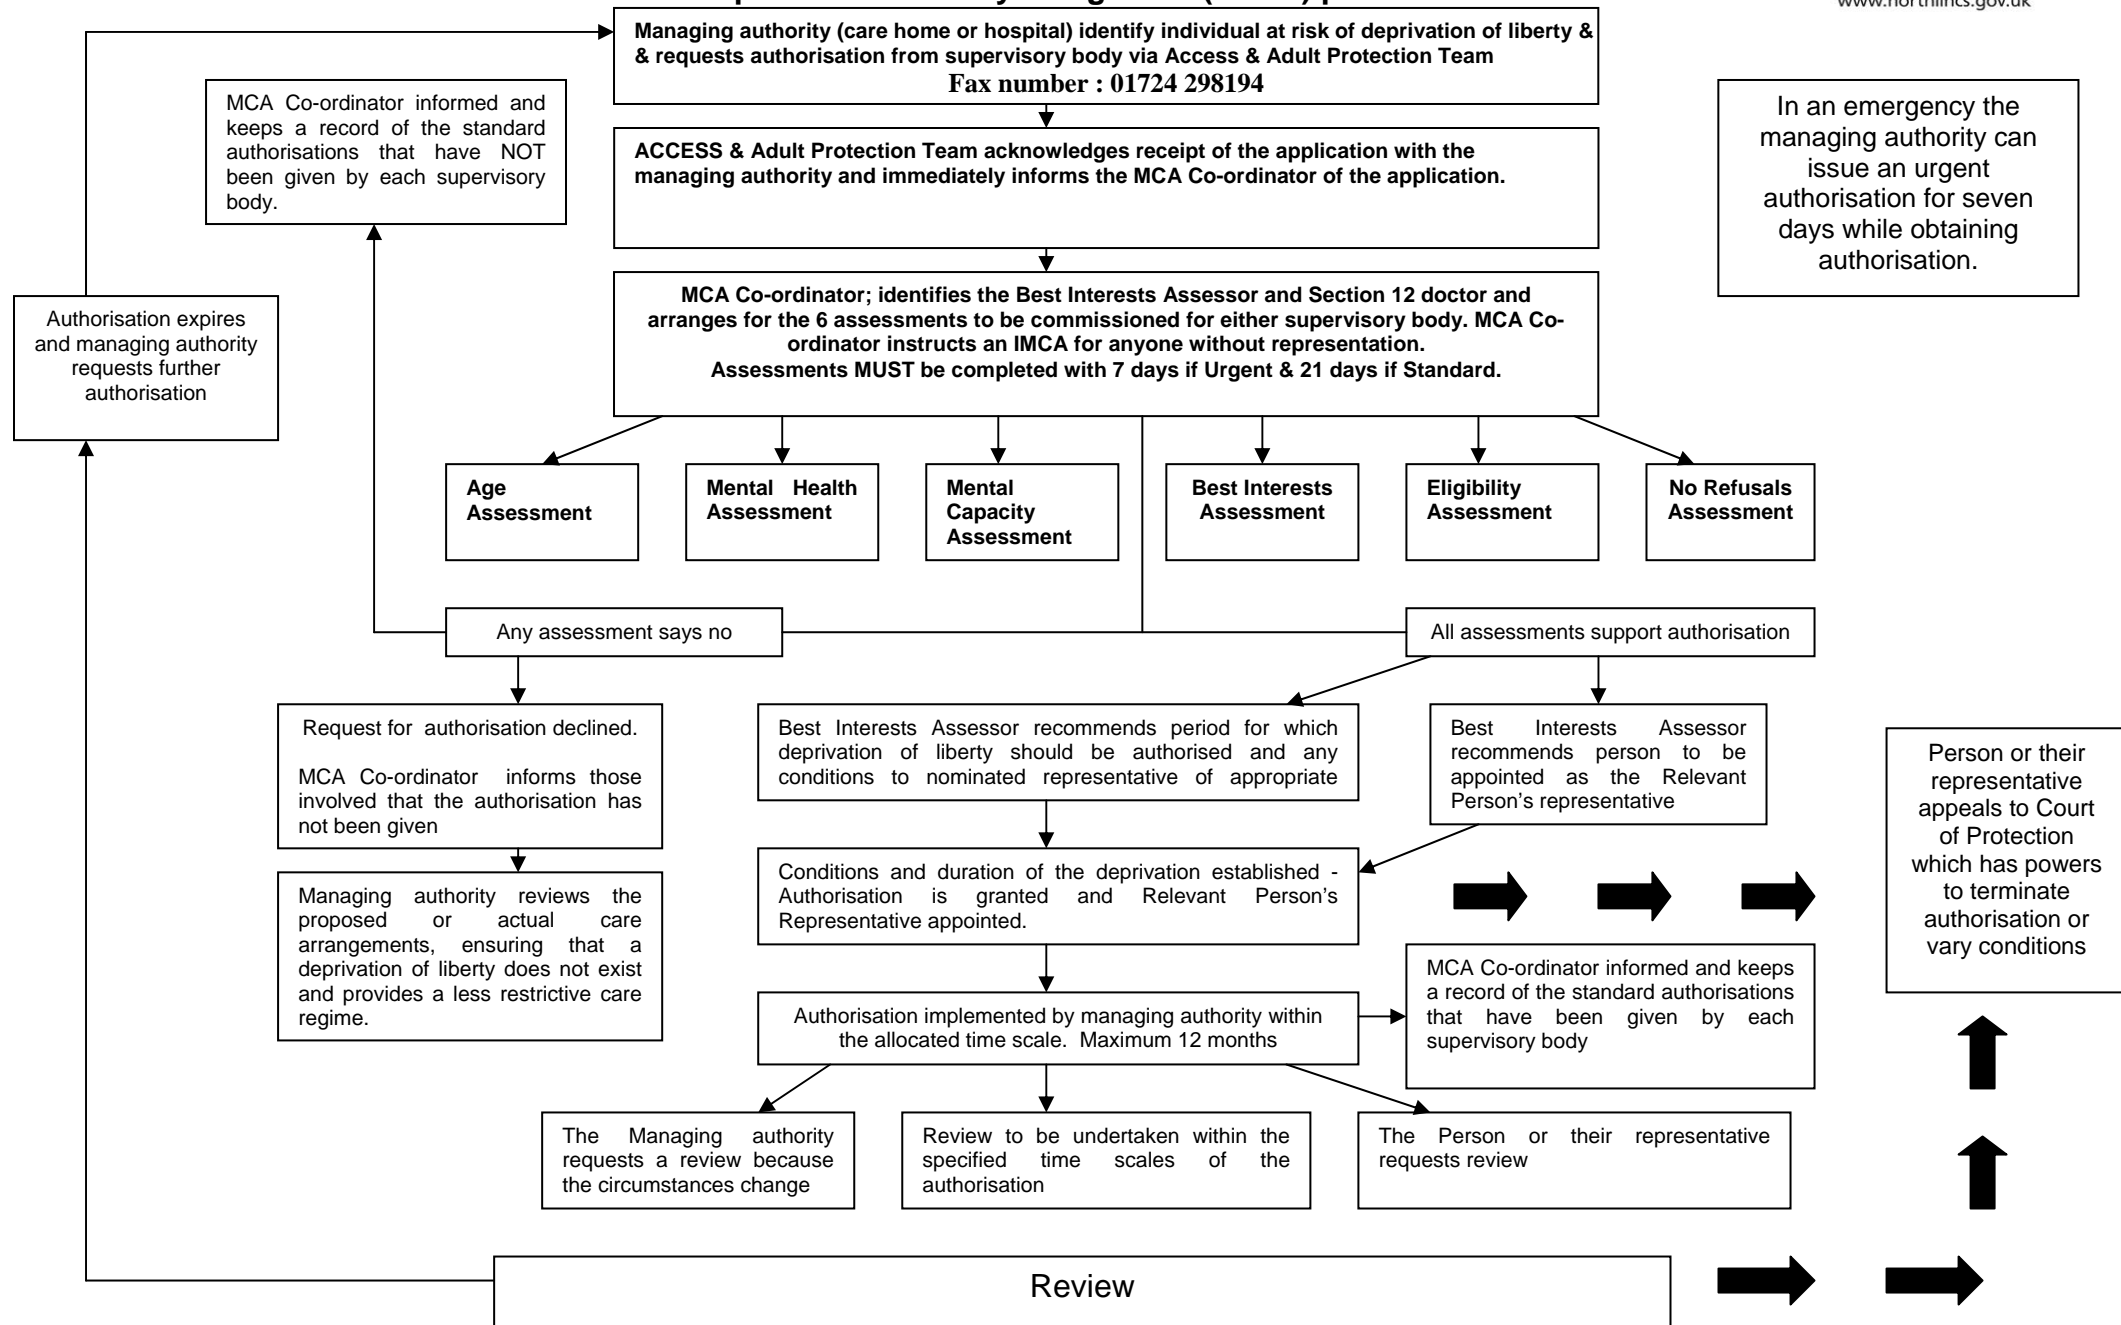 www.northlincs.gov.uk
Managing authority (care home or hospital) identify individual at risk of deprivation of liberty &
& requests authorisation from supervisory body via Access & Adult Protection Team
Fax number : 01724 298194
MCA Co-ordinator informed and
keeps a record of the standard
authorisations that have NOT
been given by each supervisory
body.
In an emergency the
managing authority can
issue an urgent
authorisation for seven
days while obtaining
authorisation.
ACCESS & Adult Protection Team acknowledges receipt of the application with the
managing authority and immediately informs the MCA Co-ordinator of the application.
MCA Co-ordinator; identifies the Best Interests Assessor and Section 12 doctor and
arranges for the 6 assessments to be commissioned for either supervisory body. MCA Co-
ordinator instructs an IMCA for anyone without representation.
Assessments MUST be completed with 7 days if Urgent & 21 days if Standard.
Authorisation expires
and managing authority
requests further
authorisation
Age
Assessment
Mental Health
Assessment
Mental
Capacity
Assessment
Best Interests
Assessment
Eligibility
Assessment
No Refusals
Assessment
Any assessment says no
All assessments support authorisation
Request for authorisation declined.
MCA Co-ordinator informs those
involved that the authorisation has
not been given
Best Interests Assessor recommends period for which
deprivation of liberty should be authorised and any
conditions to nominated representative of appropriate
Best Interests Assessor
recommends person to be
appointed as the Relevant
Person's representative
Person or their
representative
appeals to Court
of Protection
which has powers
to terminate
authorisation or
vary conditions
Managing authority reviews the
proposed or actual care
arrangements, ensuring that a
deprivation of liberty does not exist
and provides a less restrictive care
regime.
Conditions and duration of the deprivation established -
Authorisation is granted and Relevant Person's
Representative appointed.
Authorisation implemented by managing authority within
the allocated time scale. Maximum 12 months
MCA Co-ordinator informed and keeps
a record of the standard authorisations
that have been given by each
supervisory body
The Managing authority
requests a review because
the circumstances change
Review to be undertaken within the
specified time scales of the
authorisation
The Person or their representative
requests review
Review